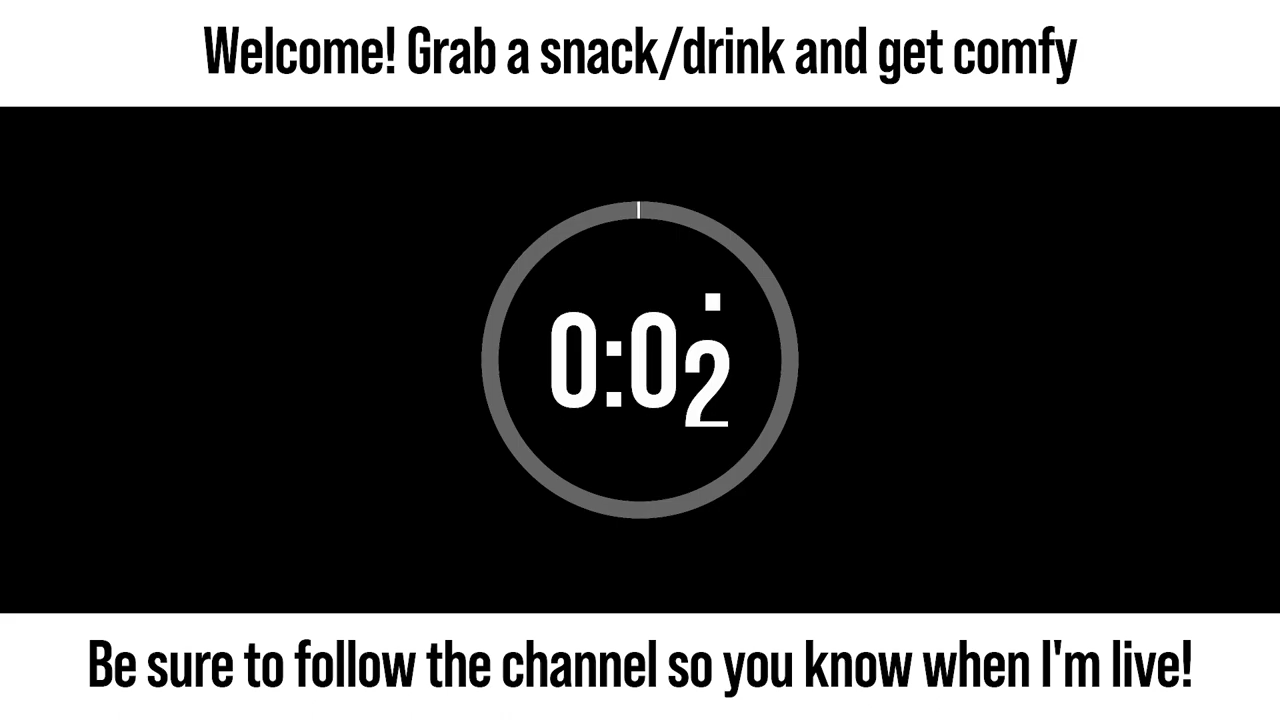 Welcome! Grab a snack/drink and get comfy
0:02
Be sure to follow the channel so you know when I'm live!